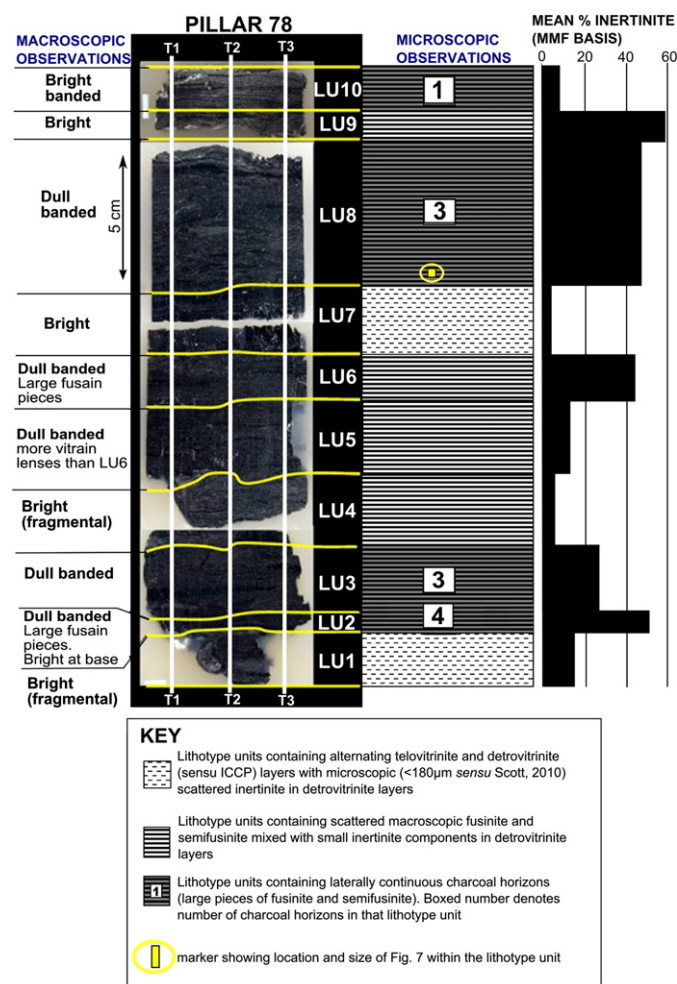 PILLAR 78
MACROSCOPIC
OBSERVATIONS
MICROSCOPIC
OBSERVATIONS
MEAN % INERTINITE
(MMF BASIS)
0 20 40 60
T1 T2 T3
Bright
banded
LU10
1
Bright
LU9
Dull
banded
5 cm
LU8
3
Bright
LU7
Dull banded
Large fusain
pieces
LU6
Dull banded
more vitrain
lenses than LU6
LU5
Bright
(fragmental)
LU4
Dull banded
LU3
3
Dull banded
Large fusain
pieces.
Bright at base
LU2
4
LU1
Bright
(fragmental)
T1 T2 T3
KEY
Lithotype units containing alternating telovitrinite and detrovitrinite
(sensu ICCP) layers with microscopic (<180µm sensu Scott, 2010)
scattered inertinite in detrovitrinite layers
Lithotype units containing scattered macroscopic fusinite and
semifusinite mixed with small inertinite components in detrovitrinite
layers
1
Lithotype units containing laterally continuous charcoal horizons
(large pieces of fusinite and semifusinite). Boxed number denotes
number of charcoal horizons in that lithotype unit
marker showing location and size of Fig. 7 within the lithotype unit